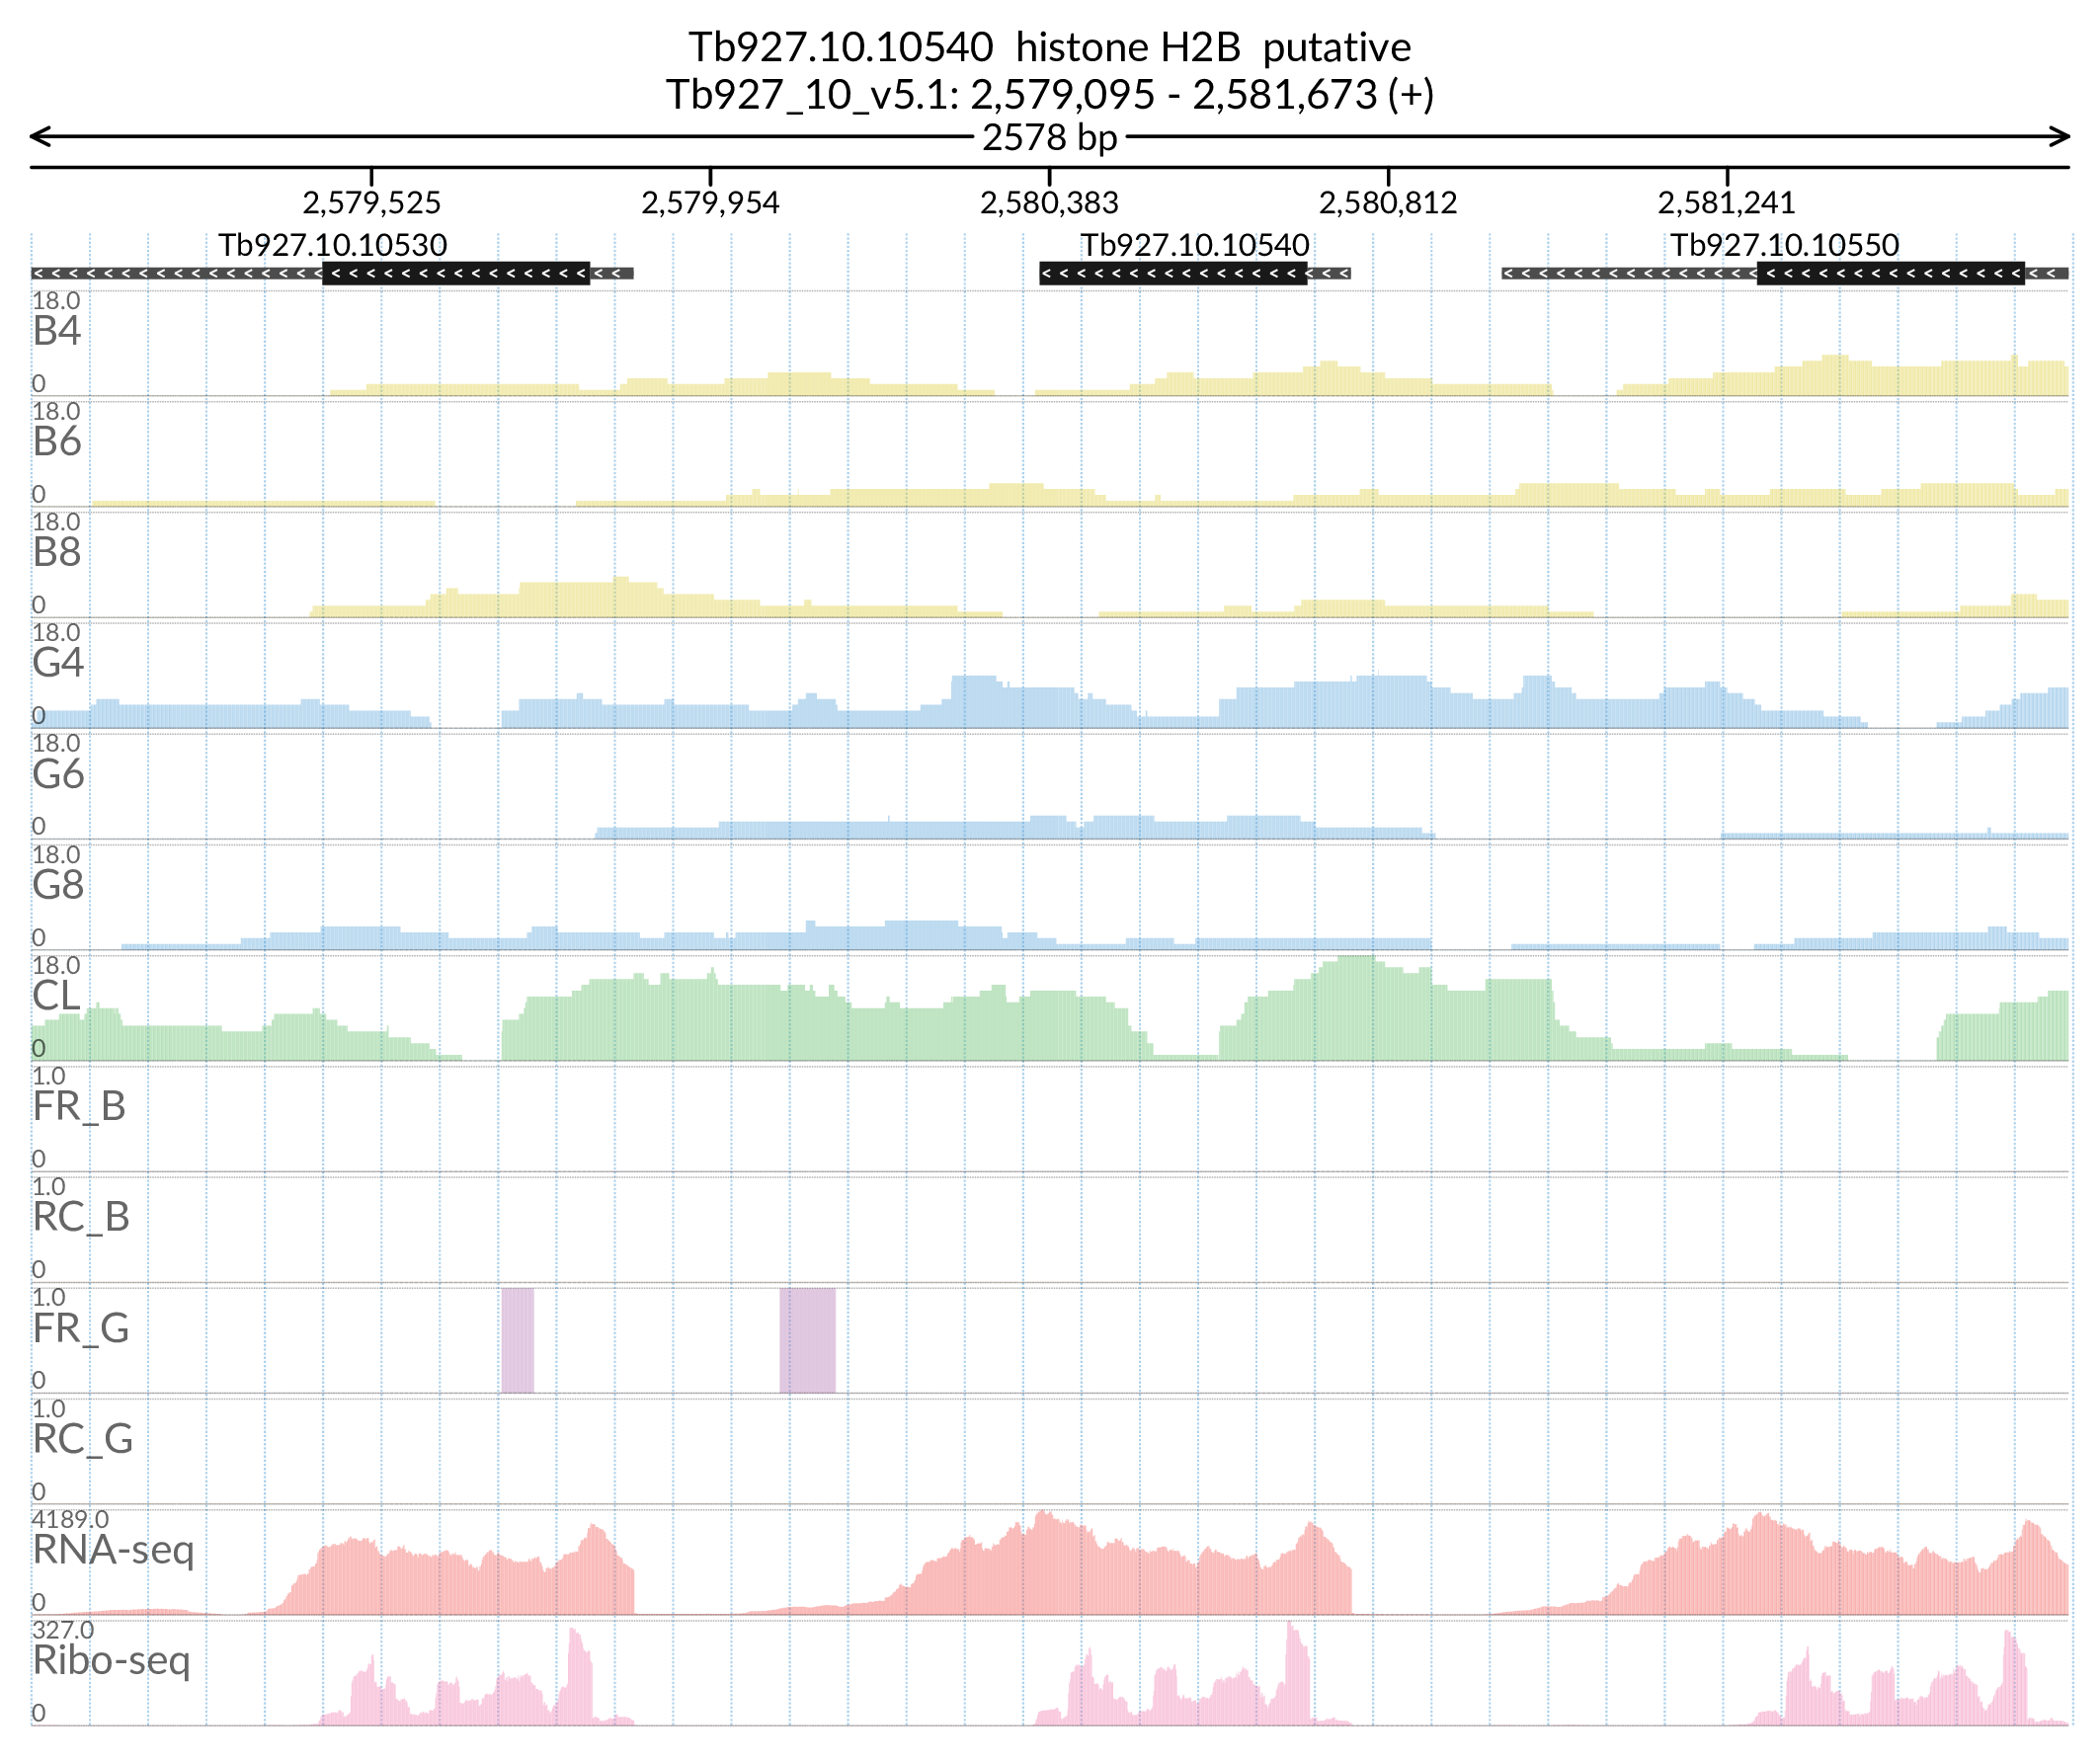 Tb927.10.10540  histone H2B  putative
Tb927_10_v5.1: 2,579,095 - 2,581,673 (+)
2578 bp
2,579,525 2,579,954 2,580,383 2,580,812 2,581,241
Tb927.10.10530 Tb927.10.10540 Tb927.10.10550
18.0
B4
0
18.0
B6
0
18.0
B8
0
18.0
G4
0
18.0
G6
0
18.0
G8
0
18.0
CL
0
1.0
FR_B
0
1.0
RC_B
0
1.0
FR_G
0
1.0
RC_G
0
4189.0
RNA-seq
0
327.0
Ribo-seq
0